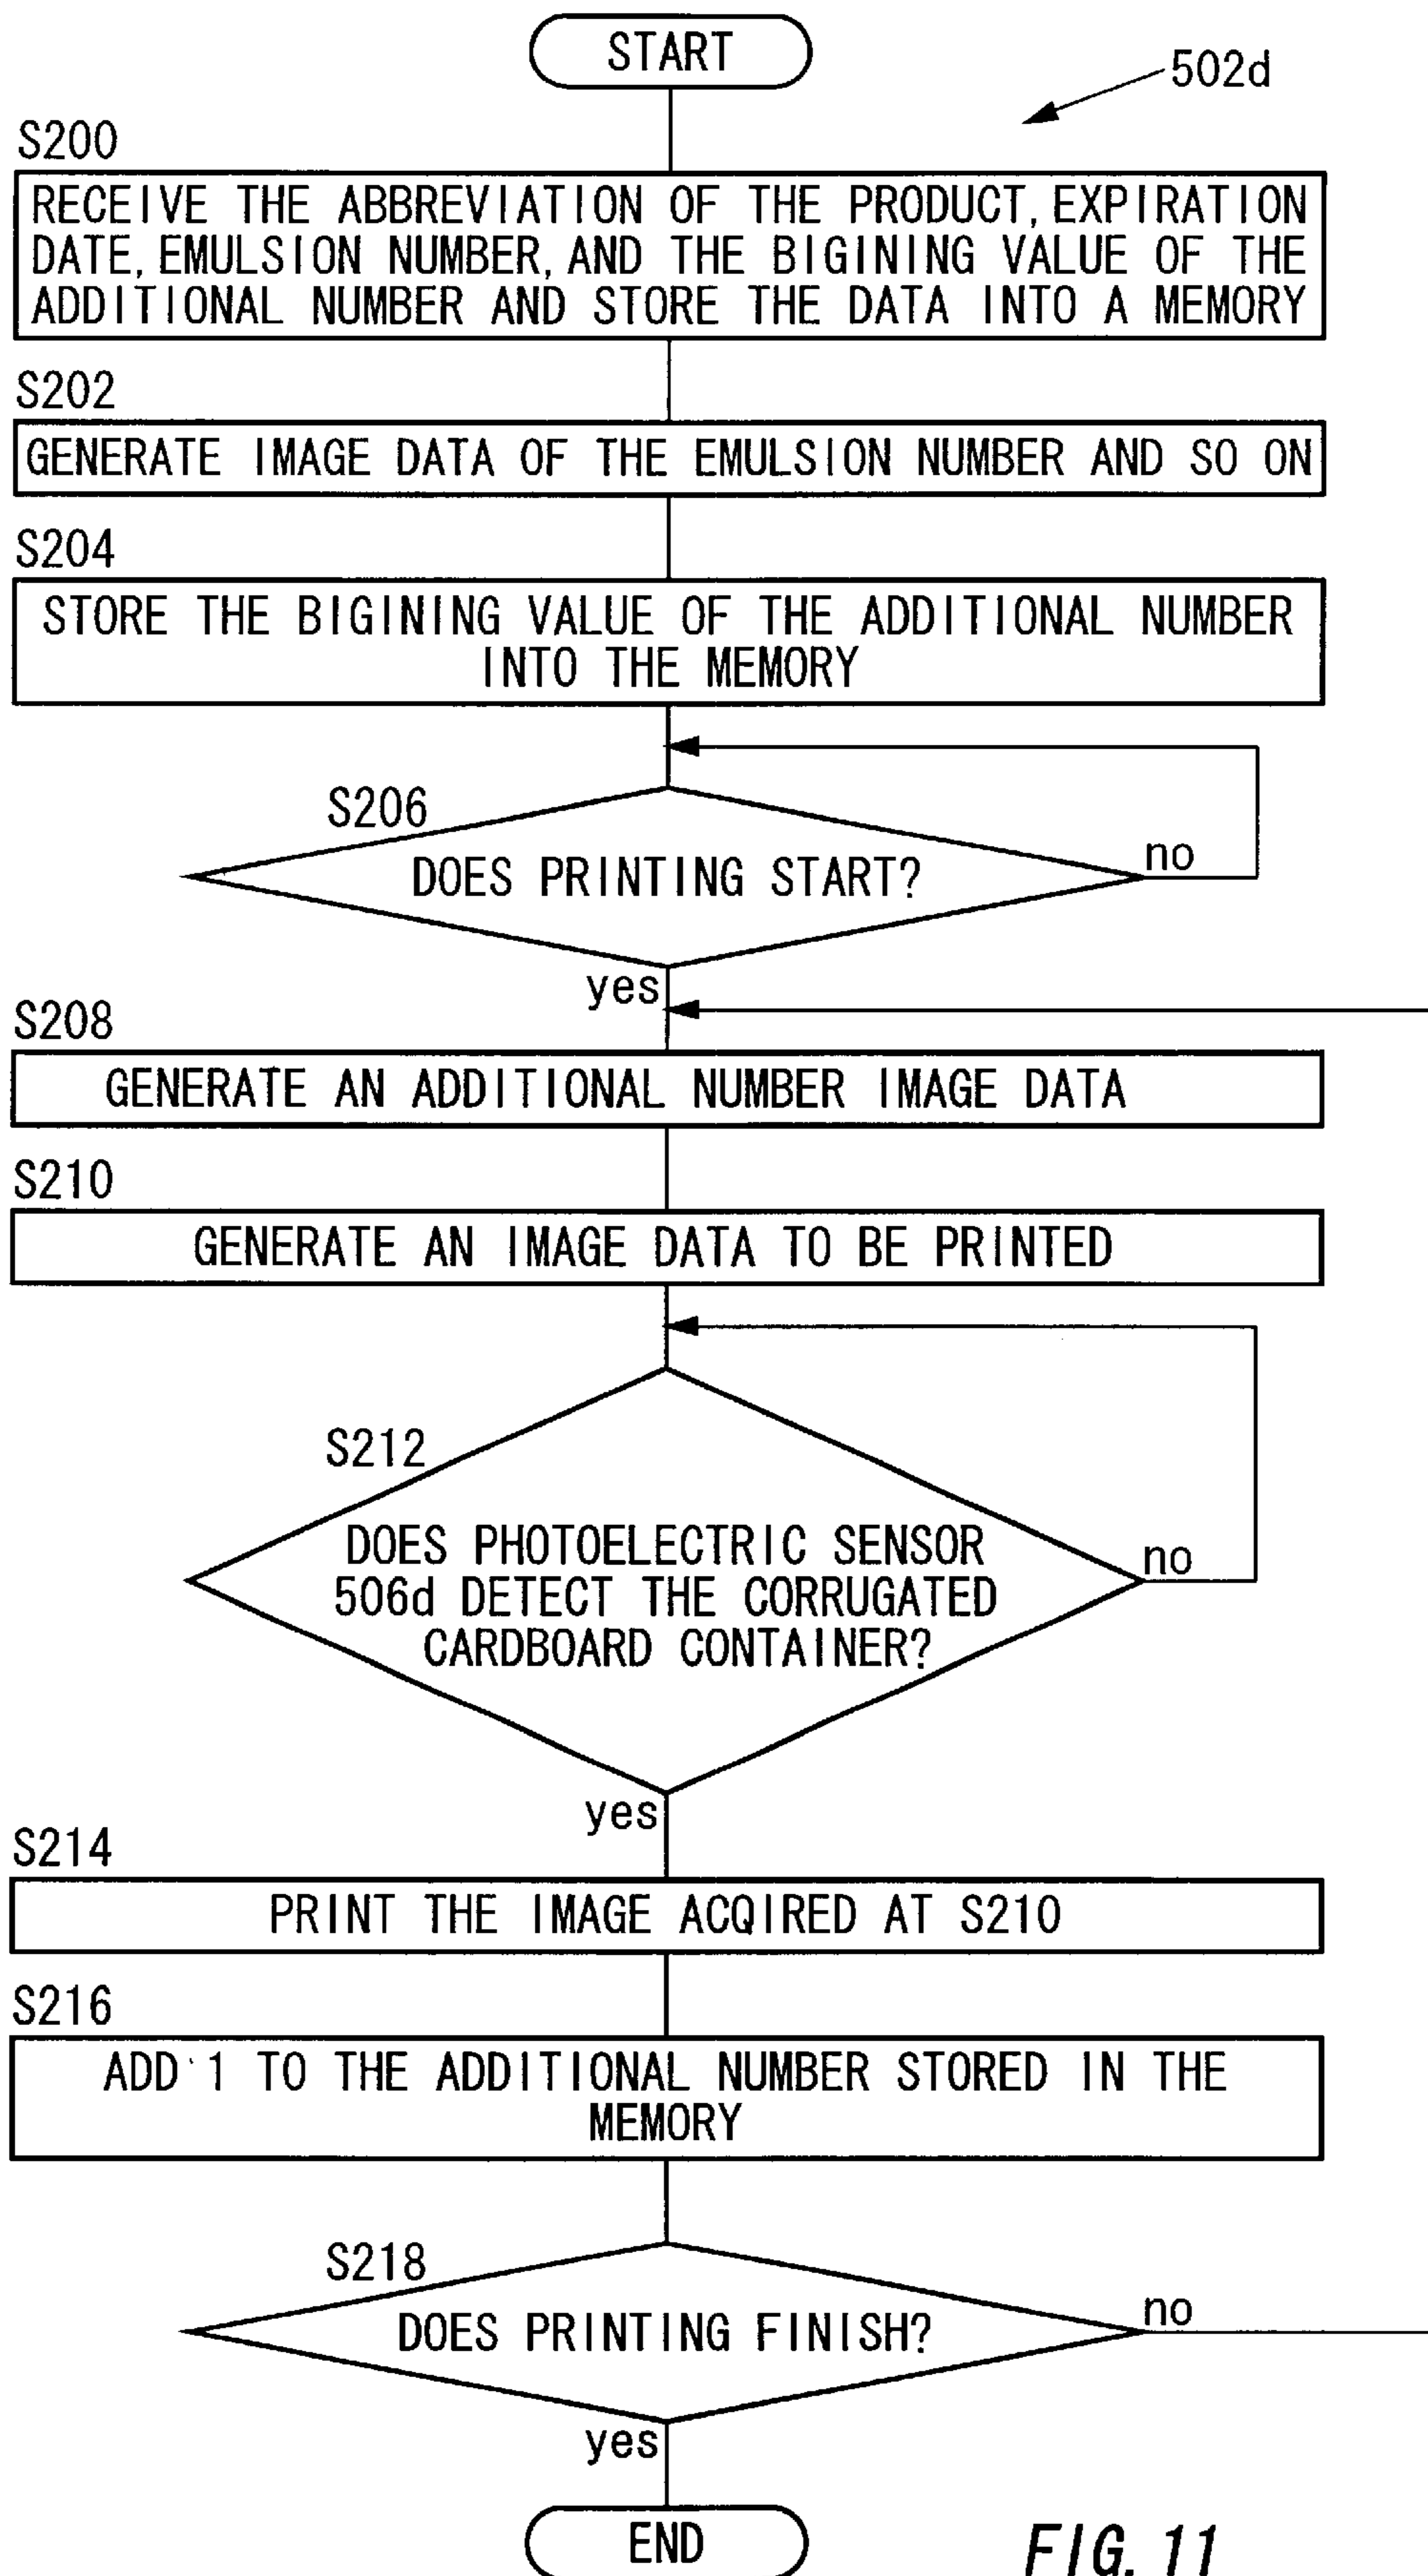 START
502d
S200
RECEIVE THE ABBREVIATION OF THE PRODUCT, EXPIRATION
DATE, EMULSION NUMBER, AND THE BIGINING VALUE OF THE
ADDITIONAL NUMBER AND STORE THE DATA INTO A MEMORY
S202
GENERATE IMAGE DATA OF THE EMULSION NUMBER AND SO ON
S204
STORE THE BIGINING VALUE OF THE ADDITIONAL NUMBER
INTO THE MEMORY
S206
DOES PRINTING START?
no
yes
S208
GENERATE AN ADDITIONAL NUMBER IMAGE DATA
S210
GENERATE AN IMAGE DATA TO BE PRINTED
S212
DOES PHOTOELECTRIC SENSOR
506d DETECT THE CORRUGATED
CARDBOARD CONTAINER?
no
yes
S214
PRINT THE IMAGE ACQIRED AT S210
S216
ADD 1 TO THE ADDITIONAL NUMBER STORED IN THE
MEMORY
S218
DOES PRINTING FINISH?
no
yes
END
FIG. 11